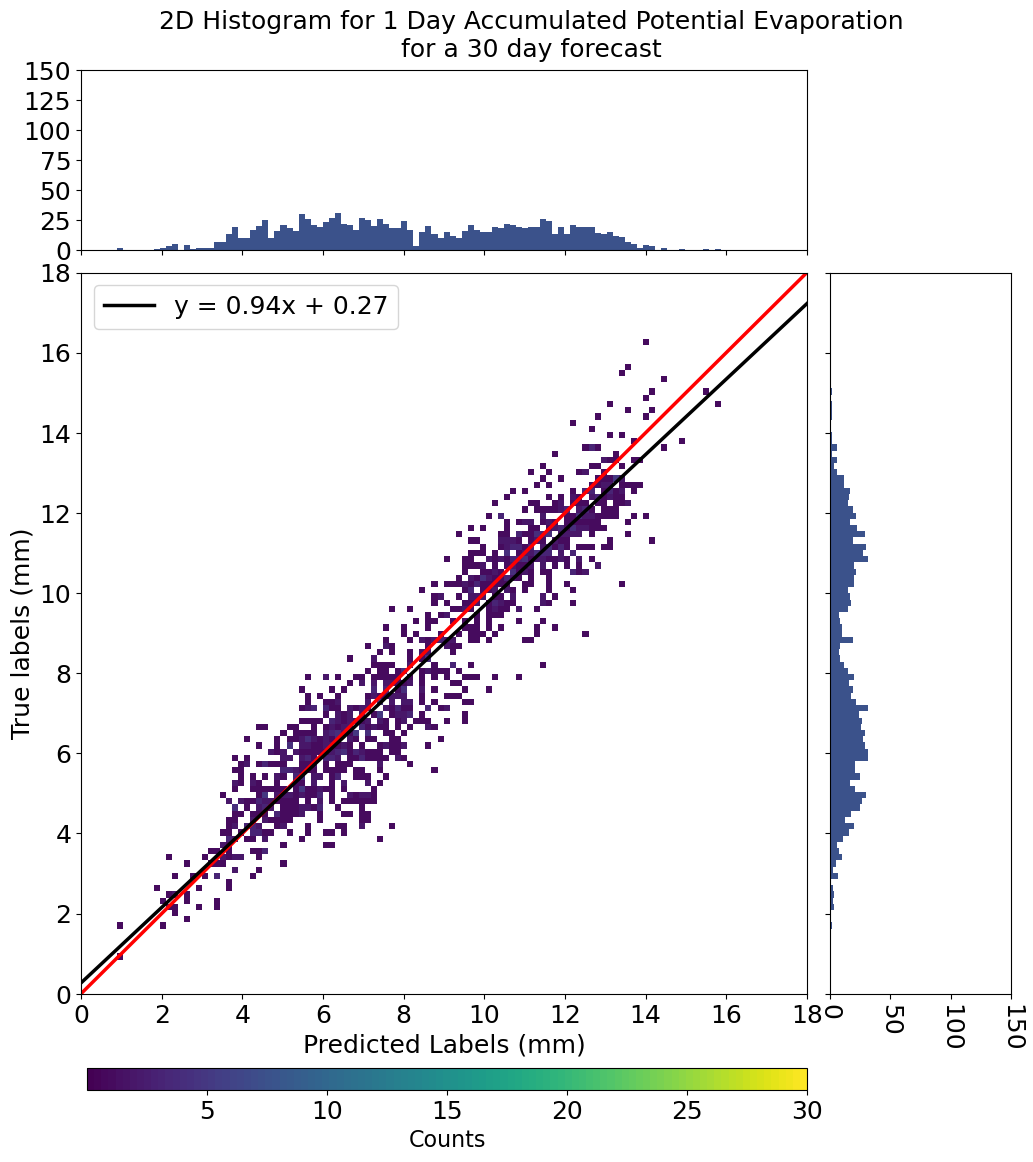 2D Histogram for 1 Day Accumulated Potential Evaporation
for a 30 day forecast
150
125
100
75
50
25
0
18
16
14
12
10
8
6
4
2
0
True labels (mm)
y = 0.94x + 0.27
0 2 4 6 8 10 12 14 16 18
Predicted Labels (mm)
0 50 100 150
5 10 15 20 25 30
Counts